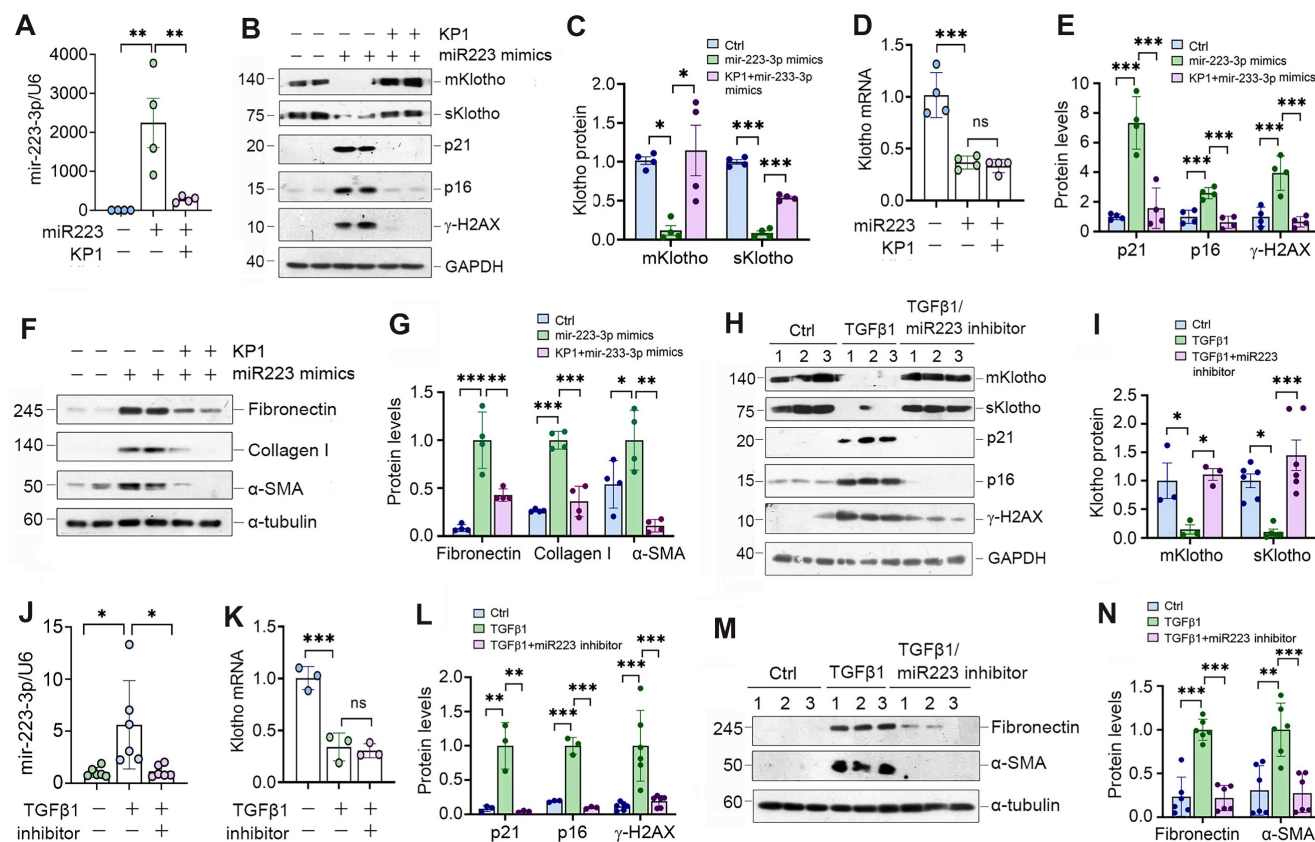 A
** **
4000
3000
2000
1000
0
mir-223-3p/U6
miR223 − + +
KP1 − − +
B
− − − − + + KP1
− − + + + + miR223 mimics
140 mKlotho
75 sKlotho
20 p21
15 p16
10 γ-H2AX
40 GAPDH
C
Ctrl
mir-223-3p mimics
KP1+mir-233-3p
mimics
* * *** ***
2.0
1.5
1.0
0.5
0.0
Klotho protein
mKlotho sKlotho
D
***
ns
1.5
1.0
0.5
0.0
Klotho mRNA
miR223 − + +
KP1 − − +
E
Ctrl
mir-223-3p mimics
KP1+mir-233-3p mimics
*** *** *** *** *** ***
10
8
6
4
2
0
Protein levels
p21 p16 γ-H2AX
F
− − − − + + KP1
− − + + + + miR223 mimics
245 Fibronectin
140 Collagen I
50 α-SMA
60 α-tubulin
G
Ctrl
mir-223-3p mimics
KP1+mir-233-3p mimics
*** ** *** *** * **
1.5
1.0
0.5
0.0
Protein levels
Fibronectin Collagen I α-SMA
H
TGFβ1/
Ctrl TGFβ1 miR223 inhibitor
1 2 3 1 2 3 1 2 3
140 mKlotho
75 sKlotho
20 p21
15 p16
10 γ-H2AX
40 GAPDH
I
Ctrl
TGFβ1
TGFβ1+miR223
inhibitor
* * * ***
2.5
2.0
1.5
1.0
0.5
0.0
Klotho protein
mKlotho sKlotho
J
* *
15
10
5
0
mir-223-3p/U6
TGFβ1 − + +
inhibitor − − +
K
***
ns
1.5
1.0
0.5
0.0
Klotho mRNA
TGFβ1 − + +
inhibitor − − +
L
Ctrl
TGFβ1
TGFβ1+miR223 inhibitor
** ** *** *** *** ***
2.0
1.5
1.0
0.5
0.0
Protein levels
p21 p16 γ-H2AX
M
TGFβ1/
Ctrl TGFβ1 miR223 inhibitor
1 2 3 1 2 3 1 2 3
245 Fibronectin
50 α-SMA
60 α-tubulin
N
Ctrl
TGFβ1
TGFβ1+miR223 inhibitor
*** *** ** ***
1.5
1.0
0.5
0.0
Protein levels
Fibronectin α-SMA